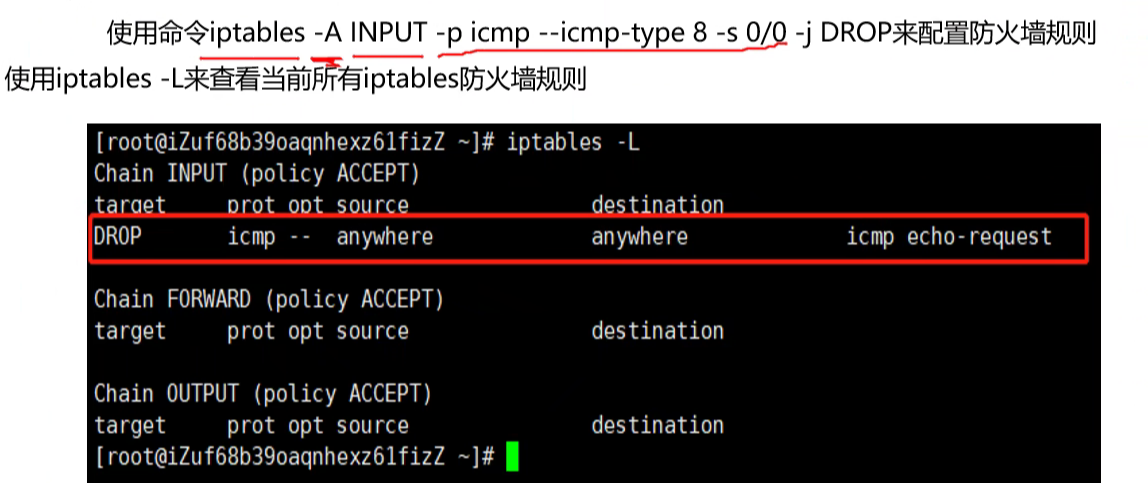 使用命令iptables -A INPUT -p icmp --icmp-type 8 -s 0/0 -j DROP来配置防火墙规则
使用iptables -L来查看当前所有iptables防火墙规则
[root@iZuf68b39oaqnhexz61fizZ ~]# iptables -L
Chain INPUT (policy ACCEPT)
target prot opt source destination
DROP icmp -- anywhere anywhere icmp echo-request
Chain FORWARD (policy ACCEPT)
target prot opt source destination
Chain OUTPUT (policy ACCEPT)
target prot opt source destination
[root@iZuf68b39oaqnhexz61fizZ ~]#